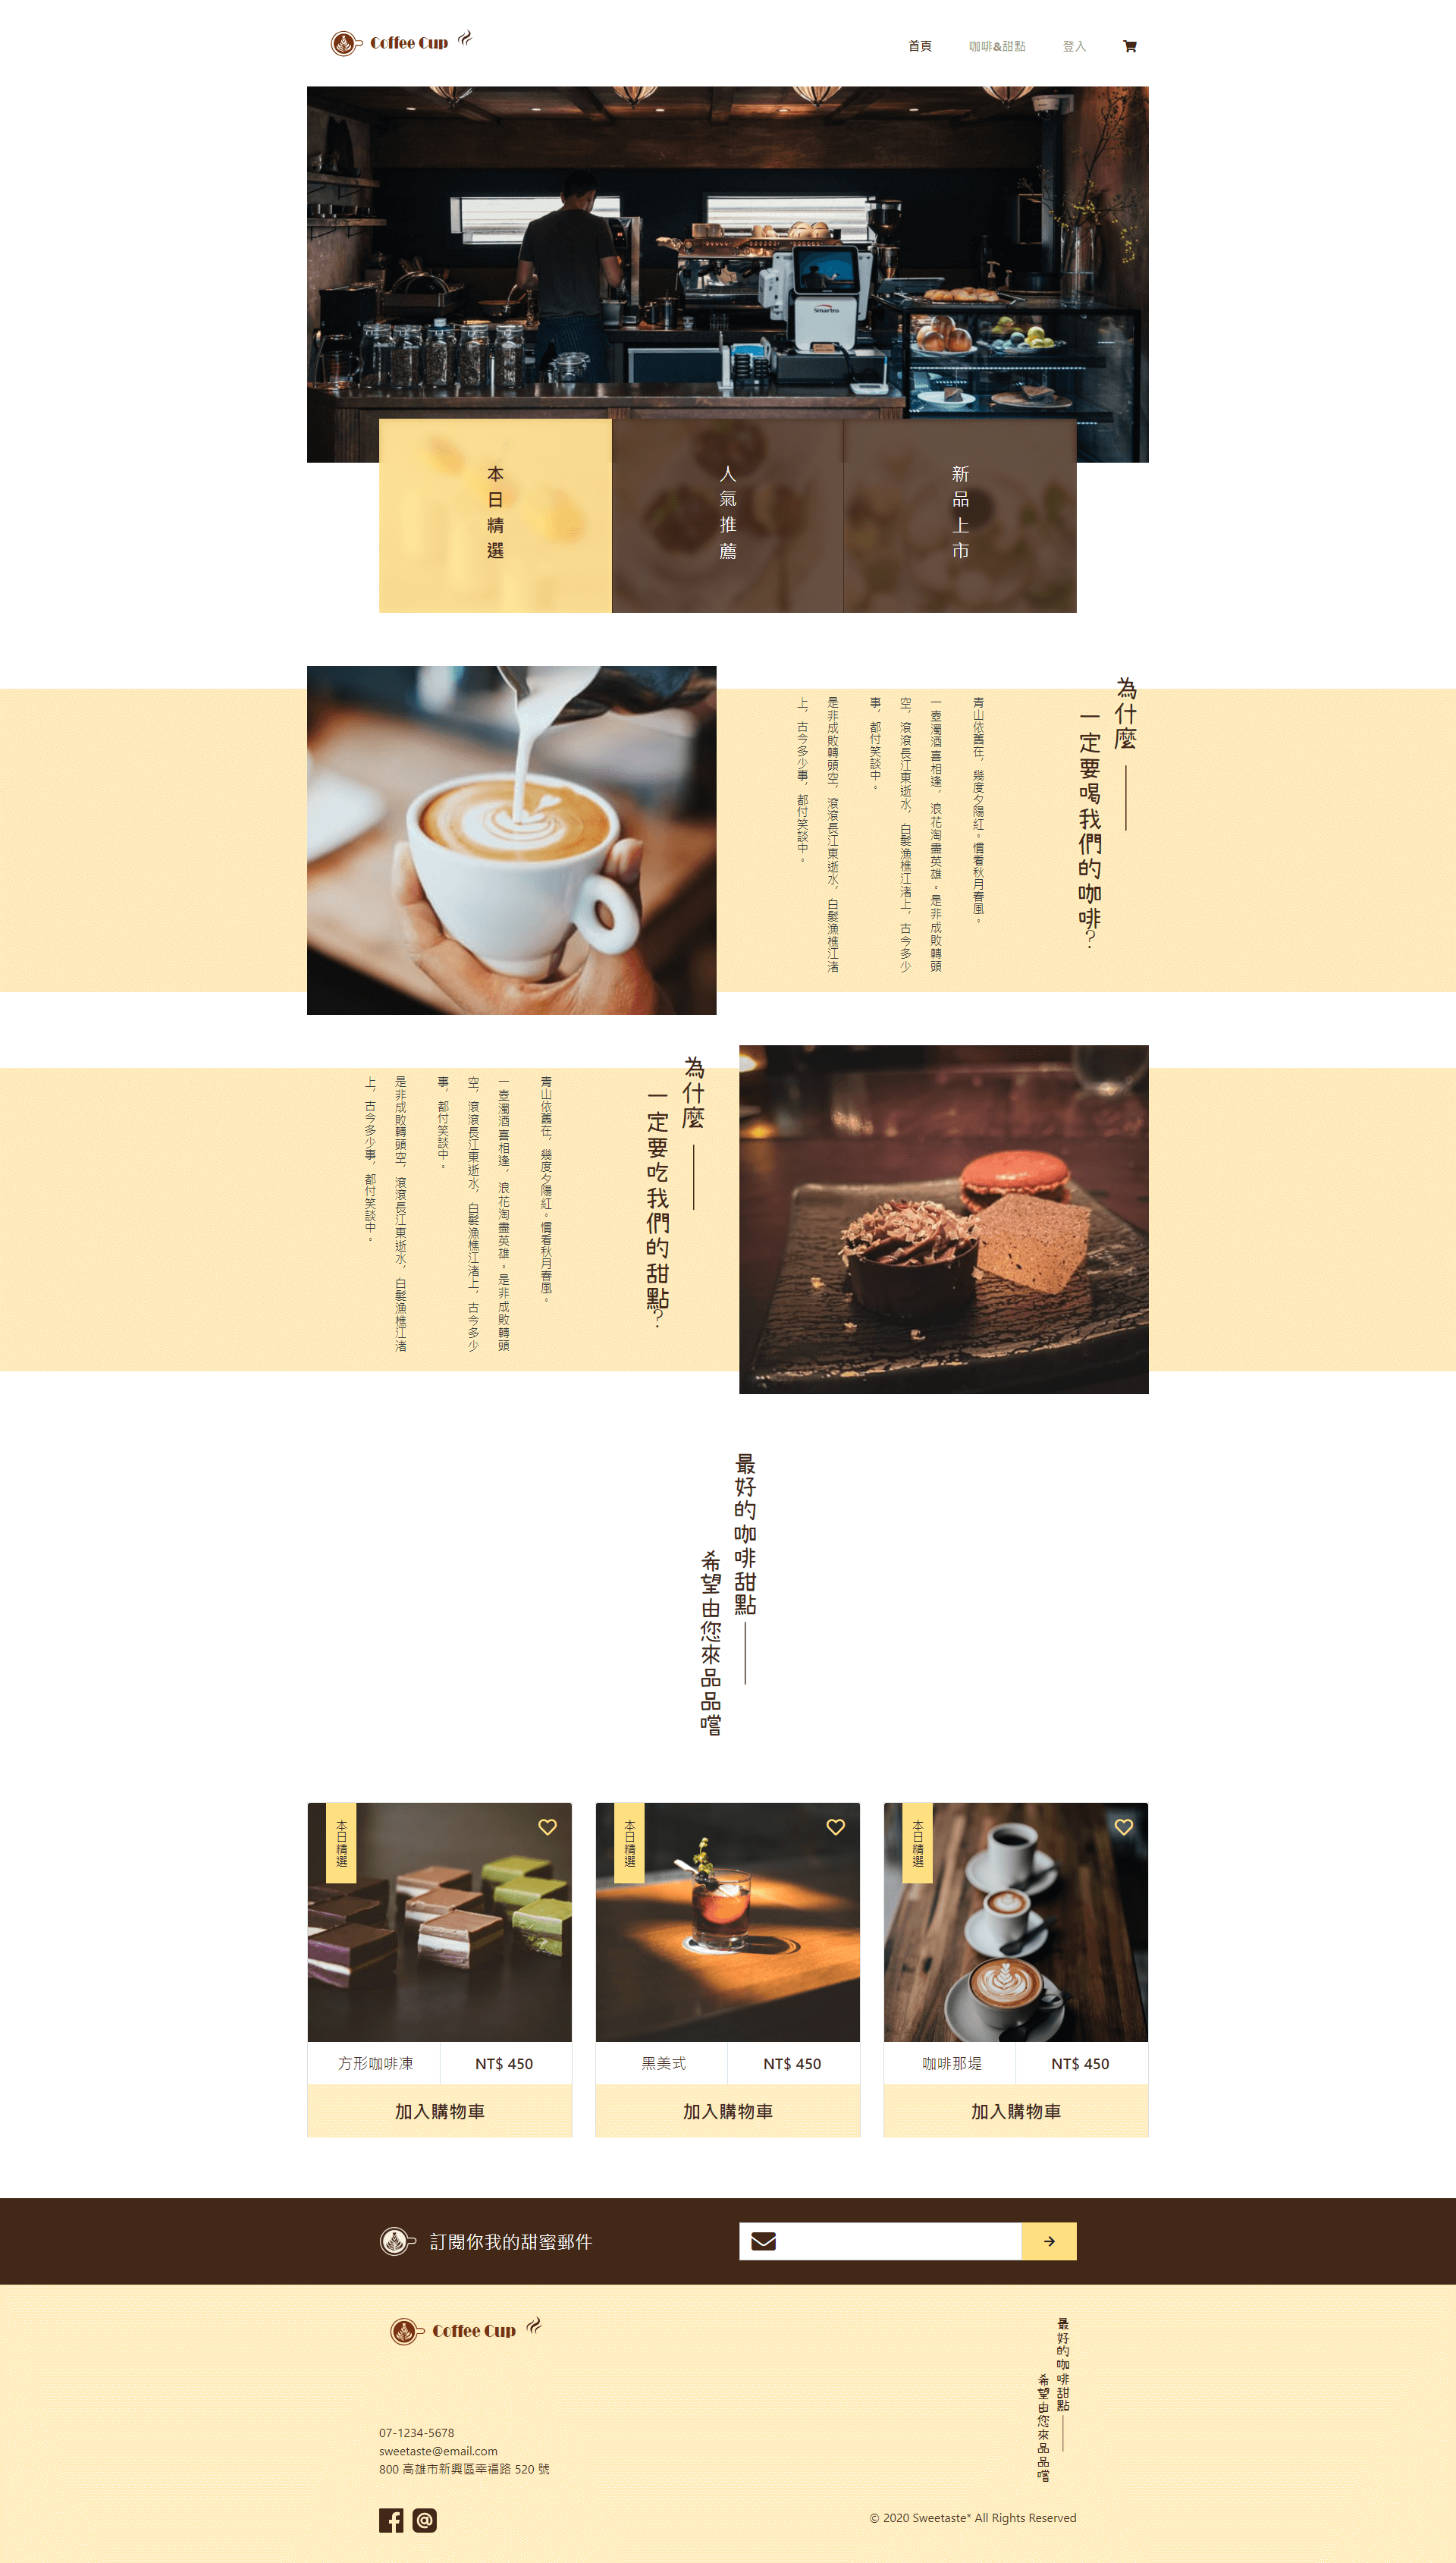 Coffee Cup
首頁
咖啡&甜點
登入
Smartro
本日精選
人氣推薦
新品上市
為什麼
一定要喝我們的咖啡?
青山依舊在，幾度夕陽紅。慣看秋月春風。
一壺濁酒喜相逢，浪花淘盡英雄。是非成敗轉頭
空，滾滾長江東逝水，白髮漁樵江渚上，古今多少
事，都付笑談中。
是非成敗轉頭空，滾滾長江東逝水，白髮漁樵江渚
上，古今多少事，都付笑談中。
為什麼
一定要吃我們的甜點?
青山依舊在，幾度夕陽紅。慣看秋月春風。
一壺濁酒喜相逢，浪花淘盡英雄。是非成敗轉頭
空，滾滾長江東逝水，白髮漁樵江渚上，古今多少
事，都付笑談中。
是非成敗轉頭空，滾滾長江東逝水，白髮漁樵江渚
上，古今多少事，都付笑談中。
最好的咖啡甜點
希望由您來品品嚐
本日精選
方形咖啡凍
NT$ 450
加入購物車
本日精選
黑美式
NT$ 450
加入購物車
本日精選
咖啡那堤
NT$ 450
加入購物車
訂閱你我的甜蜜郵件
Coffee Cup
最好的咖啡甜點
希望由您來品品嚐
07-1234-5678
sweetaste@email.com
800 高雄市新興區幸福路 520 號
© 2020 Sweetaste* All Rights Reserved